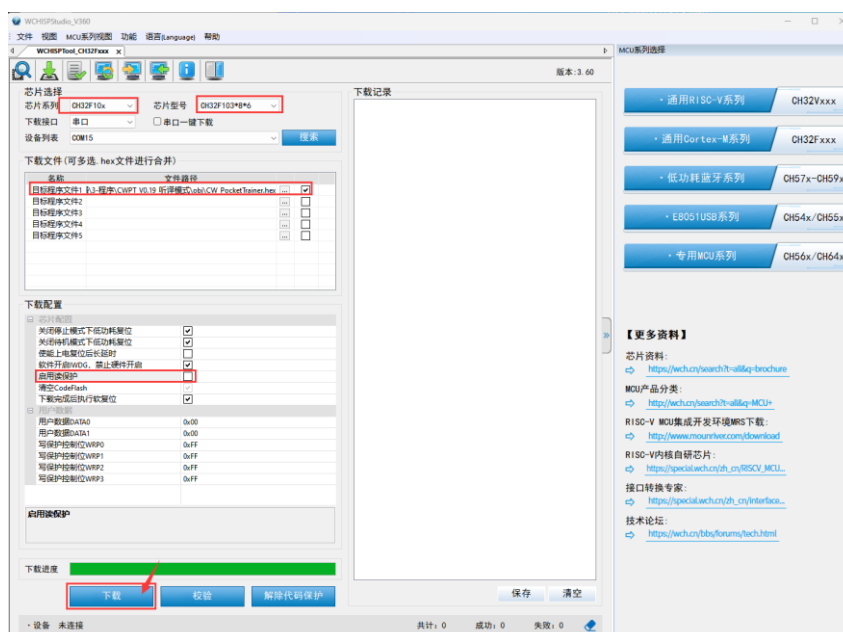 WCHISPStudio_V360
文件 视图 MCU系列视图 功能 语言(Language) 帮助
WCHISPTool_CH32Fxxx x
MCU系列选择
版本:3.60
芯片选择
芯片系列 CH32F10x 芯片型号 CH32F103*8*6
下载接口 串口 串口一键下载
设备列表 COM15 搜索
下载文件(可多选.hex文件进行合并)
名称 文件路径
目标程序文件1 \3-程序\CWPT V0.19 听译模式\obj\CW_PocketTrainer.hex ...
目标程序文件2 ...
目标程序文件3 ...
目标程序文件4 ...
目标程序文件5 ...
下载配置
芯片配置
关闭停止模式下低功耗复位
关闭待机模式下低功耗复位
使能上电复位后长延时
软件开启IWDG, 禁止硬件开启
启用读保护
清空CodeFlash
下载完成后执行软复位
用户数据
用户数据DATA0 0x00
用户数据DATA1 0x00
写保护控制位WRP0 0xFF
写保护控制位WRP1 0xFF
写保护控制位WRP2 0xFF
写保护控制位WRP3 0xFF
启用读保护
下载进度
下载 校验 解除代码保护
下载记录
保存 清空
·设备 未连接 共计: 0 成功: 0 失败: 0
·通用RISC-V系列 CH32Vxxx
·通用Cortex-M系列 CH32Fxxx
·低功耗蓝牙系列 CH57x-CH59x
·E8051USB系列 CH54x/CH55x
·专用MCU系列 CH56x/CH64x
【更多资料】
芯片资料:
https://wch.cn/search?t=all&q=brochure
MCU产品分类:
http://wch.cn/search?t=all&q=MCU+
RISC-V MCU集成开发环境MRS下载:
http://www.mounriver.com/download
RISC-V内核自研芯片:
https://special.wch.cn/zh_cn/RISCV_MCU...
接口转换专家:
https://special.wch.cn/zh_cn/Interface...
技术论坛:
https://wch.cn/bbs/forums/tech.html